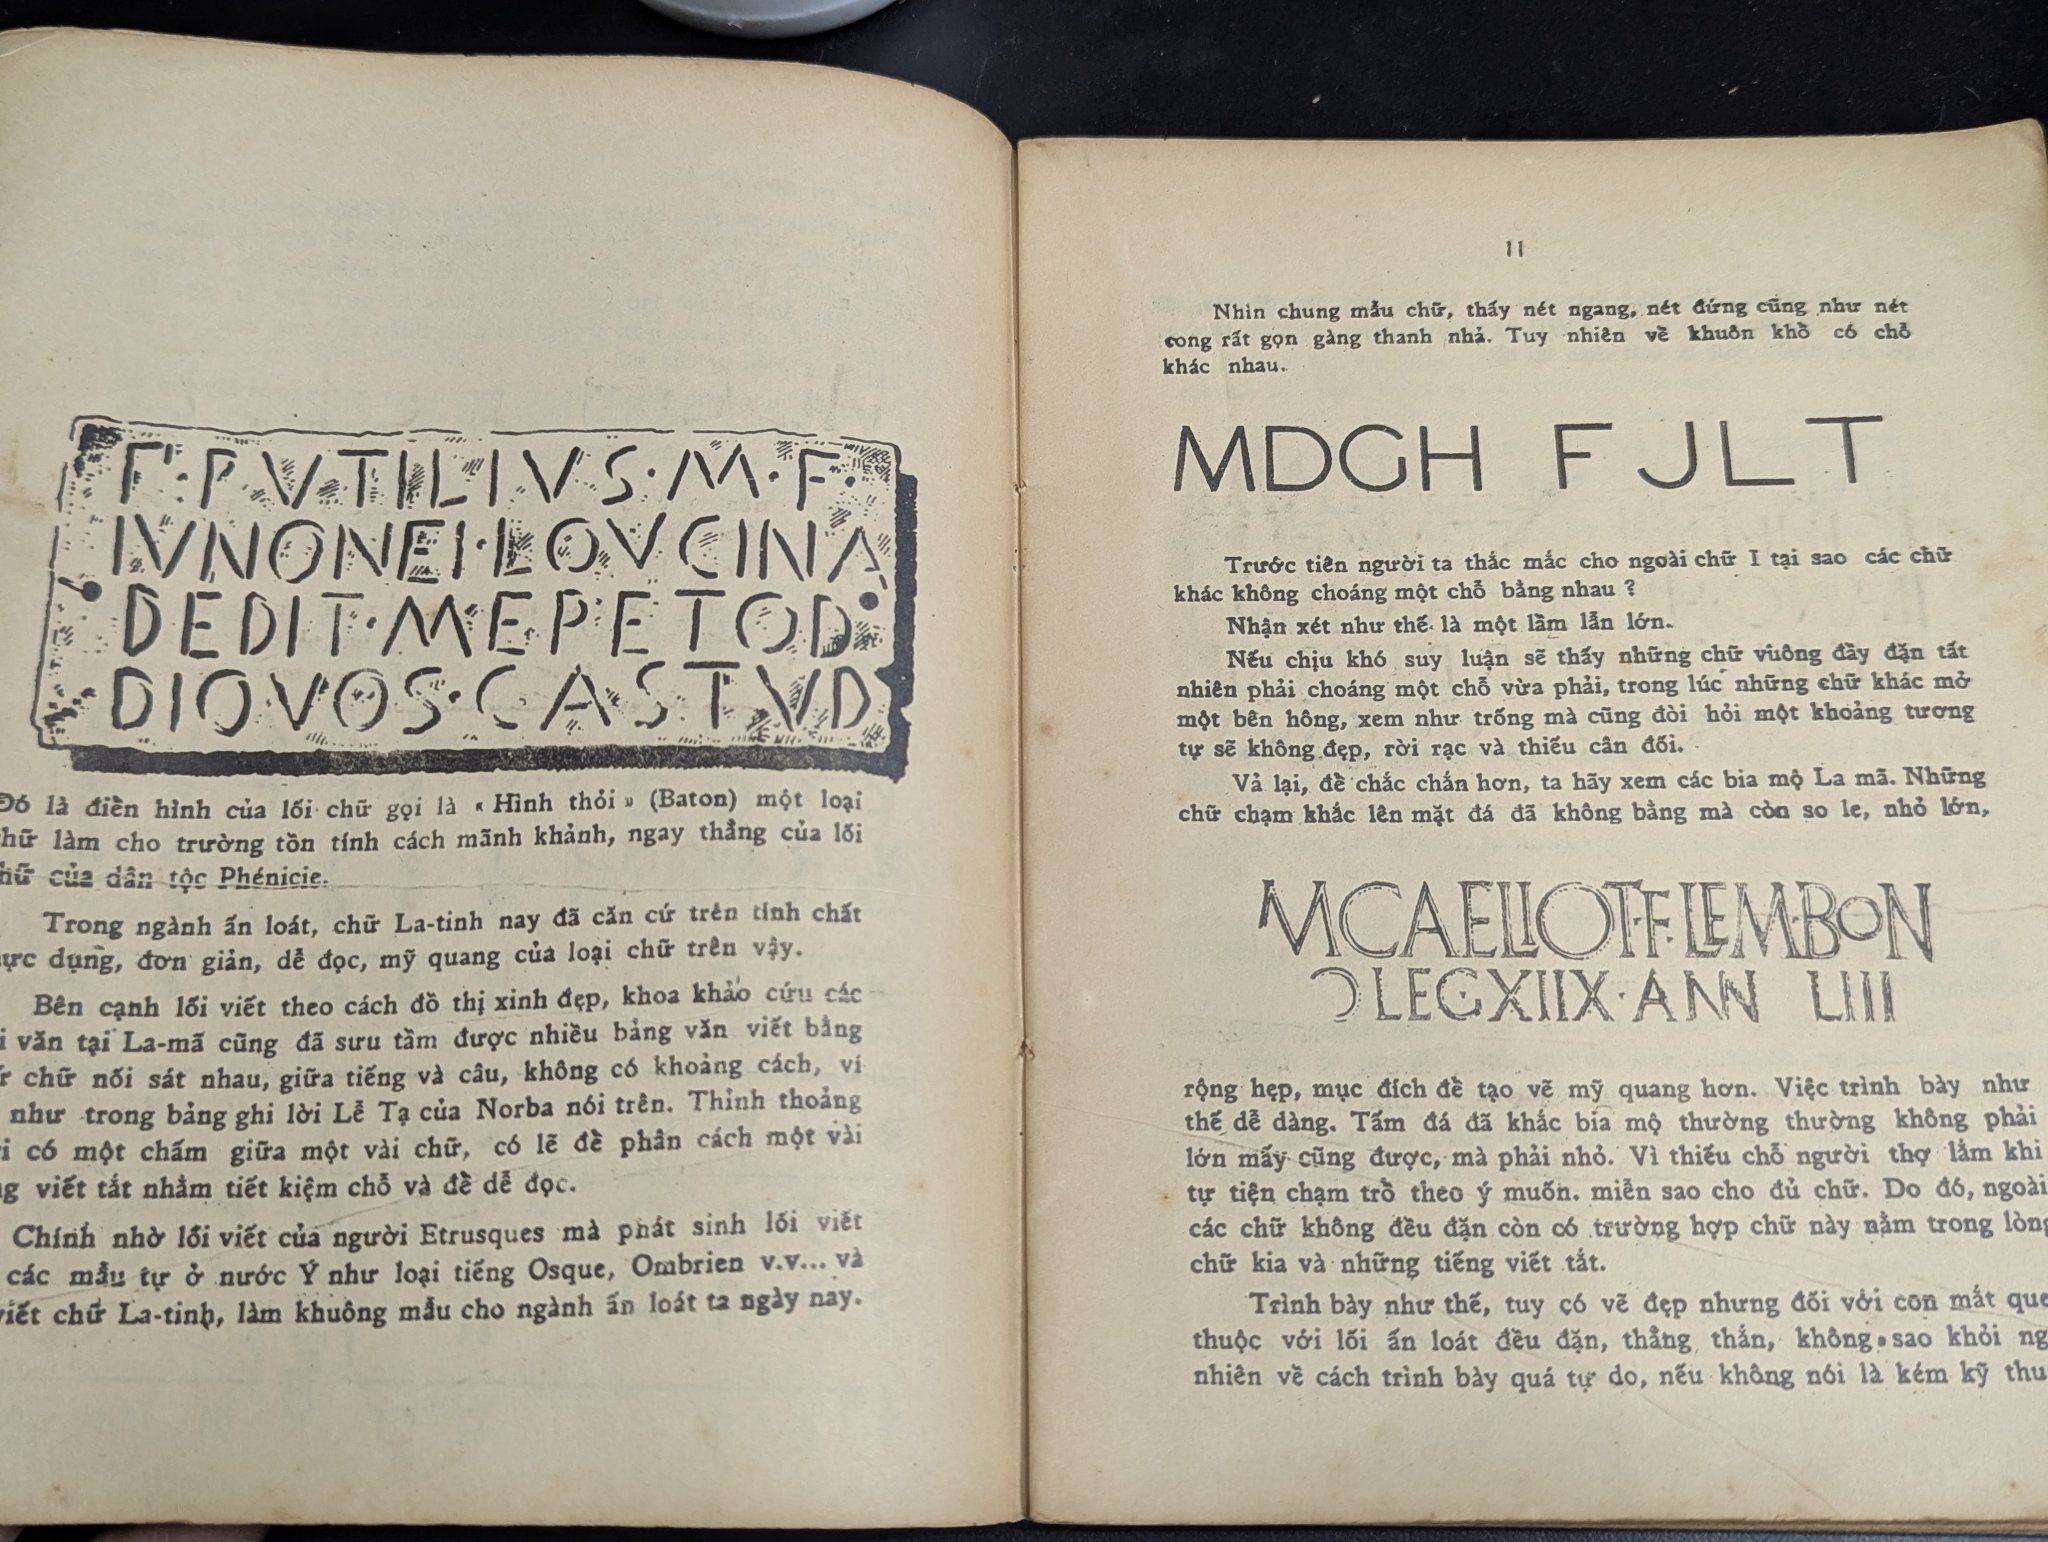 Γ·PV·TILIVS·M·F·
IVNONEI·LOVCINA
DEDIT·MEPETOD
DIOVOS·CASTVD
Đó là điền hình của lối chữ gọi là « Hình thỏi » (Baton) một loại
chữ làm cho trường tồn tính cách mãnh khảnh, ngay thẳng của lối
chữ của dân tộc Phénicie.
Trong ngành ấn loát, chữ La-tinh nay đã căn cứ trên tính chất
dụng, đơn giản, dễ đọc, mỹ quang của loại chữ trên vậy.
Bên cạnh lối viết theo cách đồ thị xinh đẹp, khoa khảo cứu các
văn tại La-mã cũng đã sưu tầm được nhiều bảng văn viết bằng
chữ nối sát nhau, giữa tiếng và câu, không có khoảng cách, ví
như trong bảng ghi lời Lễ Tạ của Norba nói trên. Thỉnh thoảng
có một chấm giữa một vài chữ, có lẽ đề phân cách một vài
viết tắt nhằm tiết kiệm chỗ và đề dễ đọc.
Chính nhờ lối viết của người Etrusques mà phát sinh lối viết
các mẫu tự ở nước Ý như loại tiếng Osque, Ombrien v.v... và
viết chữ La-tinh, làm khuông mẫu cho ngành ấn loát ta ngày nay.
11
Nhìn chung mẫu chữ, thấy nét ngang, nét đứng cũng như nét
cong rất gọn gàng thanh nhả. Tuy nhiên về khuôn khồ có chỗ
khác nhau.
MDGH F J L T
Trước tiên người ta thắc mắc cho ngoài chữ I tại sao các chữ
khác không choáng một chỗ bằng nhau ?
Nhận xét như thế là một lầm lẫn lớn.
Nếu chịu khó suy luận sẽ thấy những chữ vuông đầy đặn tất
nhiên phải choáng một chỗ vừa phải, trong lúc những chữ khác mở
một bên hông, xem như trống mà cũng đòi hỏi một khoảng tương
tự sẽ không đẹp, rời rạc và thiếu cân đối.
Vả lại, đề chắc chắn hơn, ta hãy xem các bia mộ La mã. Những
chữ chạm khắc lên mặt đá đã không bằng mà còn so le, nhỏ lớn,
MCAELIOT·F·LEM·BON
ƆLEGXIIX·ANN LIII
rộng hẹp, mục đích đề tạo vẽ mỹ quang hơn. Việc trình bày như
thế dễ dàng. Tấm đá đã khắc bia mộ thường thường không phải
lớn mấy cũng được, mà phải nhỏ. Vì thiếu chỗ người thợ lắm khi
tự tiện chạm trỗ theo ý muốn. miễn sao cho đủ chữ. Do đó, ngoài
các chữ không đều đặn còn có trường hợp chữ này nằm trong lòng
chữ kia và những tiếng viết tắt.
Trình bày như thế, tuy có vẽ đẹp nhưng đối với con mắt quen
thuộc với lối ấn loát đều đặn, thẳng thắn, không sao khỏi
nhiên về cách trình bày quá tự do, nếu không nói là kém kỹ